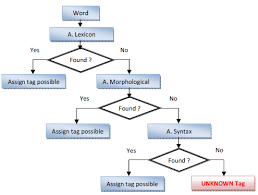 Word
A. Lexicon
Yes
No
Found ?
Assign tag possible
A. Morphological
Yes
No
Found ?
Assign tag possible
A. Syntax
Yes
No
Found ?
Assign tag possible
UNKNOWN Tag